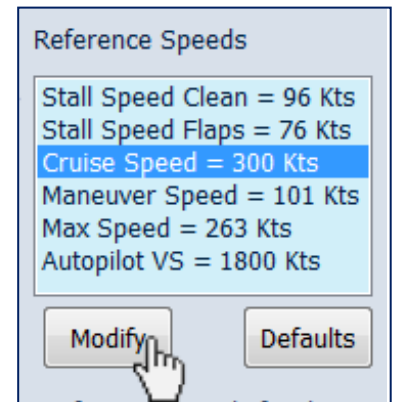 Reference Speeds
Stall Speed Clean = 96 Kts
Stall Speed Flaps = 76 Kts
Cruise Speed = 300 Kts
Maneuver Speed = 101 Kts
Max Speed = 263 Kts
Autopilot VS = 1800 Kts
Modify Defaults